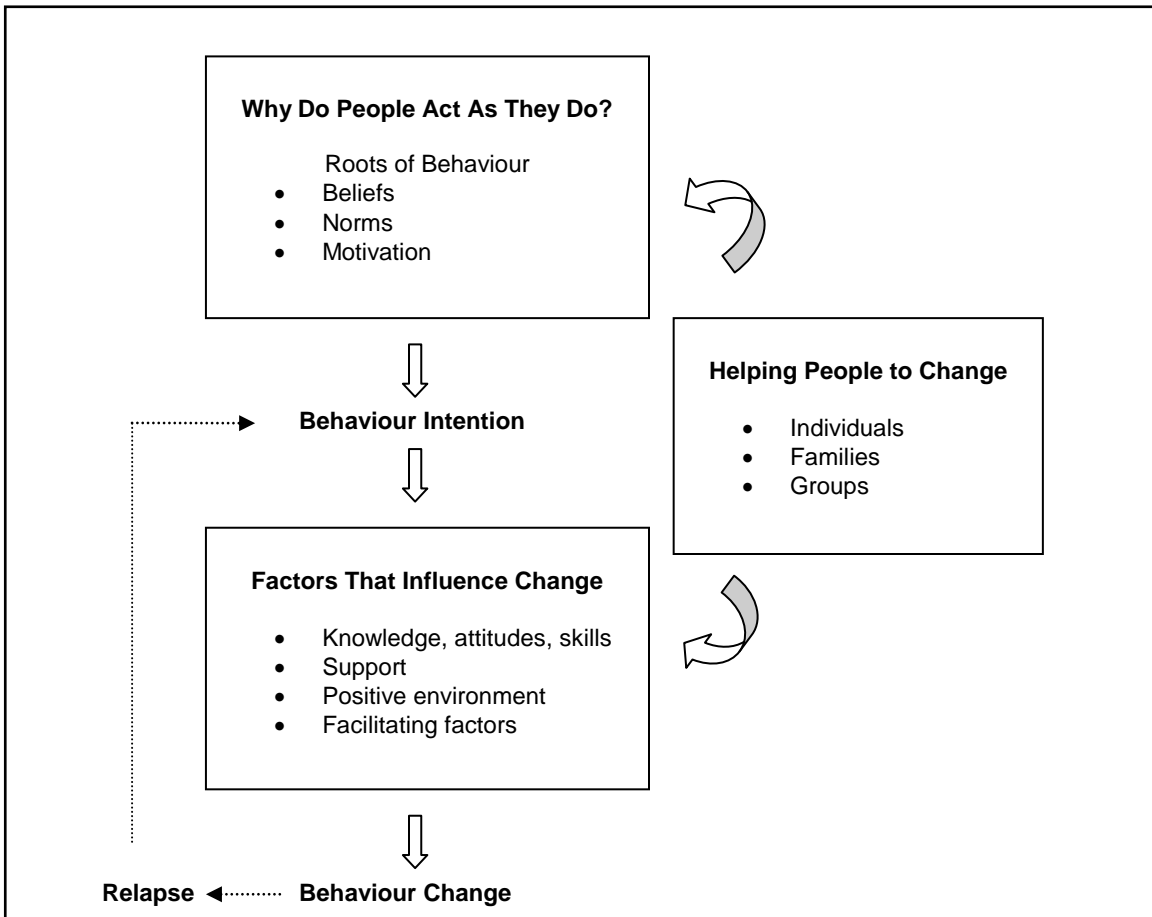 Why Do People Act As They Do?
Roots of Behaviour
• Beliefs
• Norms
• Motivation
Behaviour Intention
Helping People to Change
• Individuals
• Families
• Groups
Factors That Influence Change
• Knowledge, attitudes, skills
• Support
• Positive environment
• Facilitating factors
Relapse
Behaviour Change